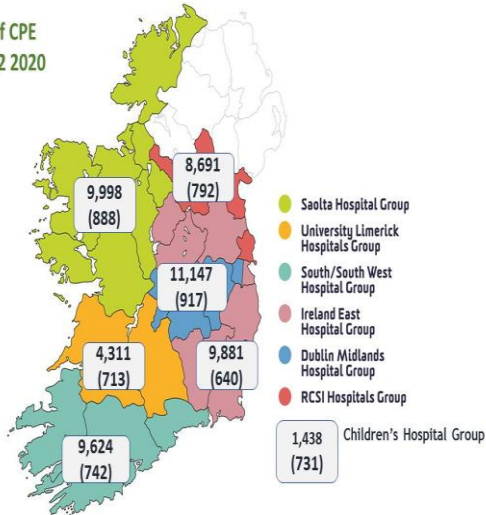 f CPE
2 2020
8,691
(792)
9,998
(888)
11,147
(917)
4,311
(713)
9,881
(640)
9,624
(742)
Saolta Hospital Group
University Limerick
Hospitals Group
South/South West
Hospital Group
Ireland East
Hospital Group
Dublin Midlands
Hospital Group
RCSI Hospitals Group
1,438
(731)
Children's Hospital Group